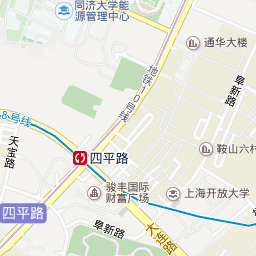 同济大学能
源管理中心
通华大楼
阜新路
地铁10号线
8号线
天宝路
鞍山六村
四平路
骏丰国际
财富广场
上海开放大学
四平路
阜新路
大连路